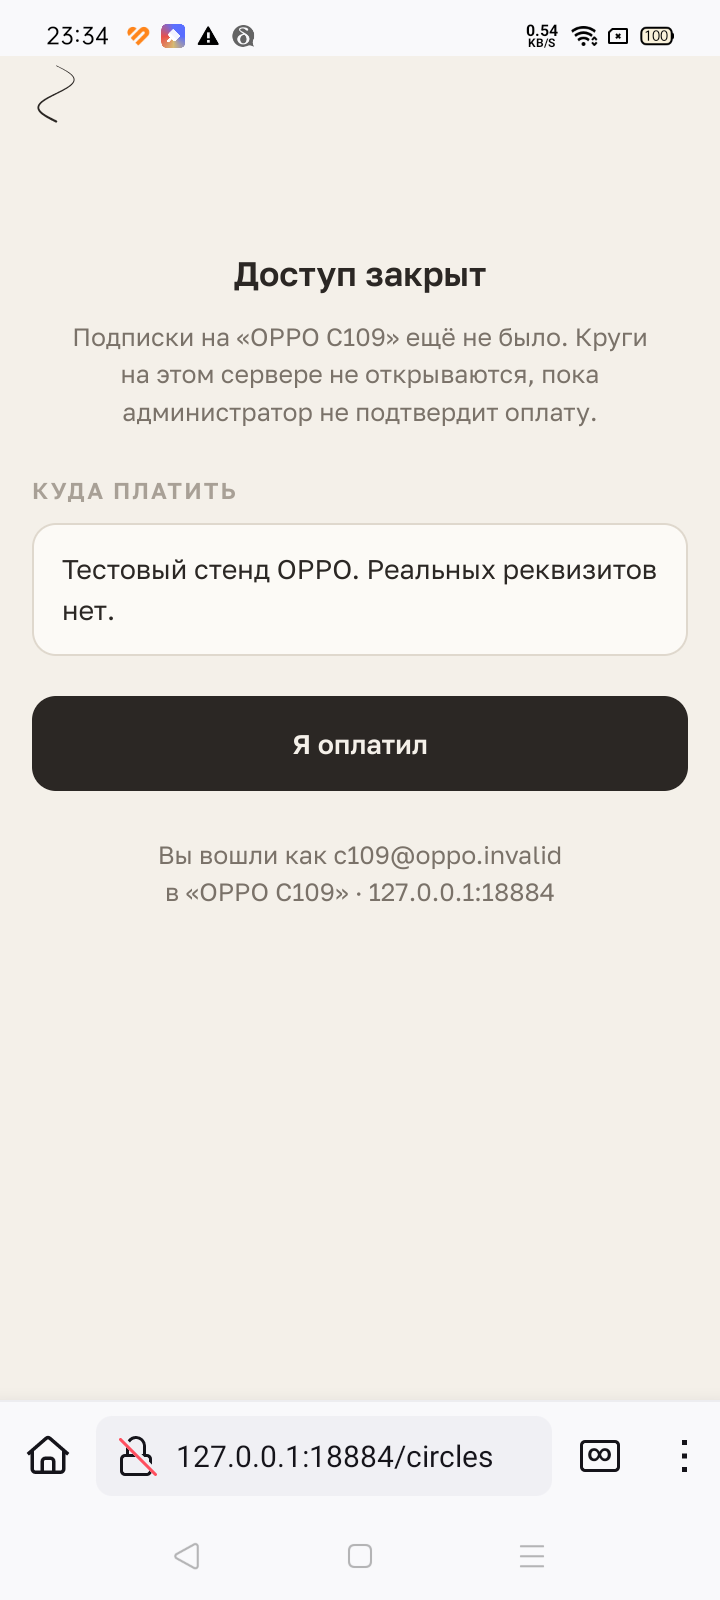 23:34
0.54
KB/S
100
Доступ закрыт
Подписки на «OPPO C109» ещё не было. Круги
на этом сервере не открываются, пока
администратор не подтвердит оплату.
КУДА ПЛАТИТЬ
Тестовый стенд OPPO. Реальных реквизитов
нет.
Я оплатил
Вы вошли как c109@oppo.invalid
в «OPPO C109» · 127.0.0.1:18884
127.0.0.1:18884/circles